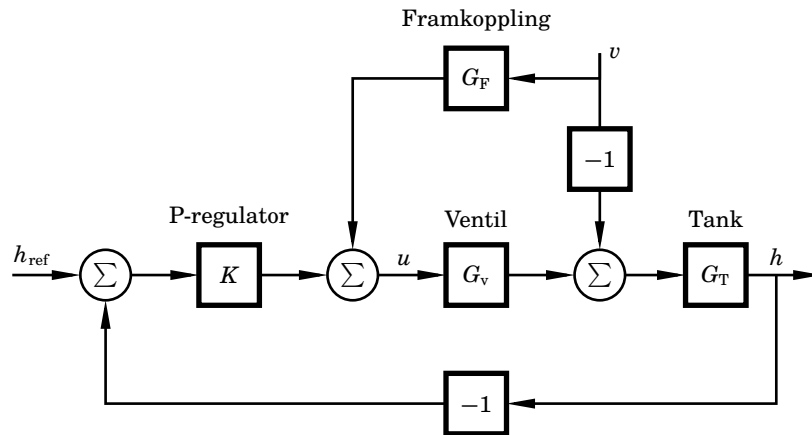 Framkoppling
v
G_F
−1
P-regulator
Ventil
Tank
h_ref
Σ
K
Σ
u
G_v
Σ
G_T
h
−1